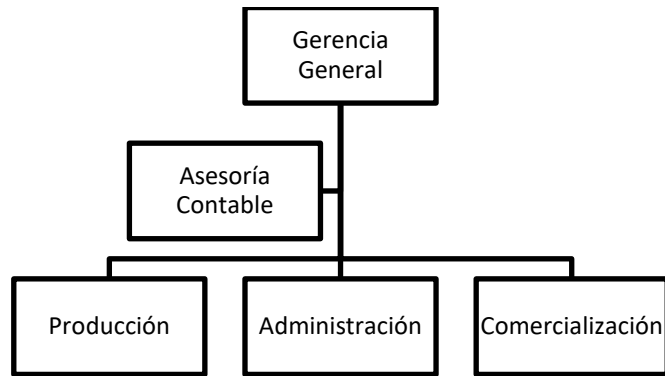 Gerencia
General
Asesoría
Contable
Producción
Administración
Comercialización